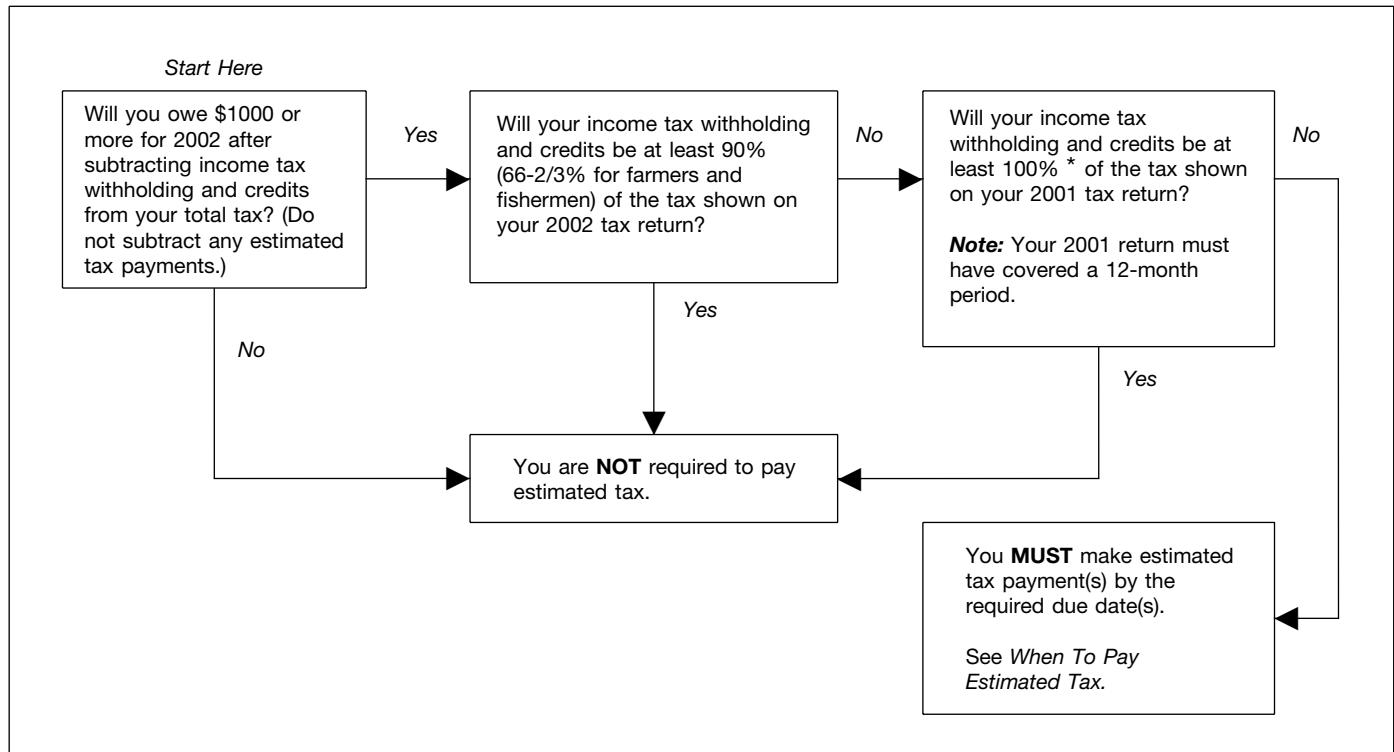 Start Here
Will you owe $1000 or
more for 2002 after
subtracting income tax
withholding and credits
from your total tax? (Do
not subtract any estimated
tax payments.)
Yes
No
Will your income tax withholding
and credits be at least 90%
(66-2/3% for farmers and
fishermen) of the tax shown on
your 2002 tax return?
No
Yes
Will your income tax
withholding and credits be at
least 100% * of the tax shown
on your 2001 tax return?
Note: Your 2001 return must
have covered a 12-month
period.
No
Yes
You are NOT required to pay
estimated tax.
You MUST make estimated
tax payment(s) by the
required due date(s).
See When To Pay
Estimated Tax.